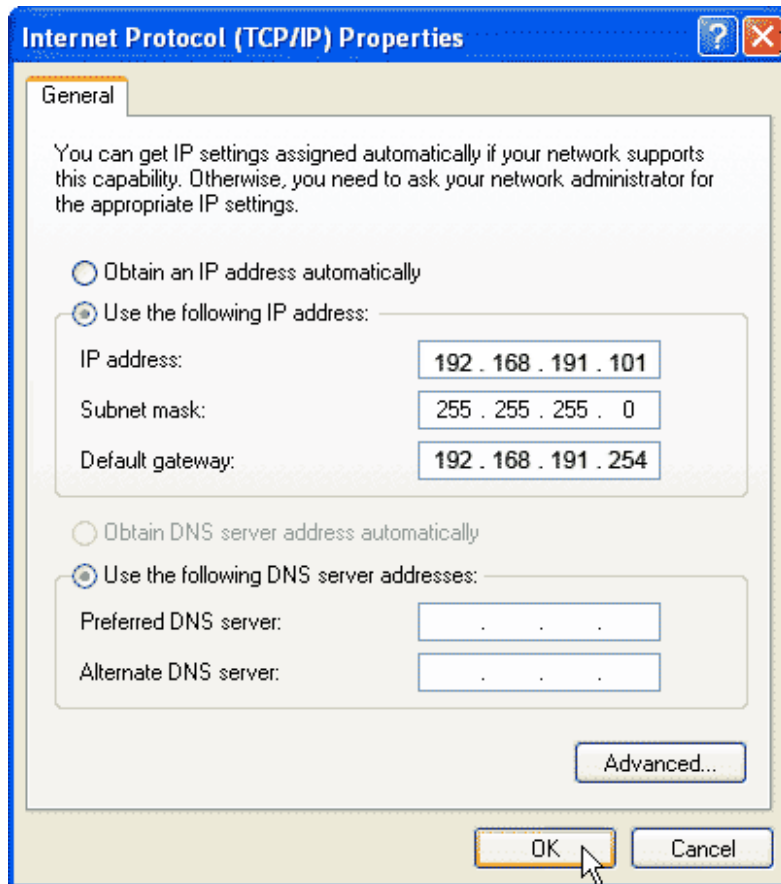 Internet Protocol (TCP/IP) Properties
General
You can get IP settings assigned automatically if your network supports
this capability. Otherwise, you need to ask your network administrator for
the appropriate IP settings.
Obtain an IP address automatically
Use the following IP address:
IP address: 192 . 168 . 191 . 101
Subnet mask: 255 . 255 . 255 . 0
Default gateway: 192 . 168 . 191 . 254
Obtain DNS server address automatically
Use the following DNS server addresses:
Preferred DNS server: . . .
Alternate DNS server: . . .
Advanced...
OK Cancel